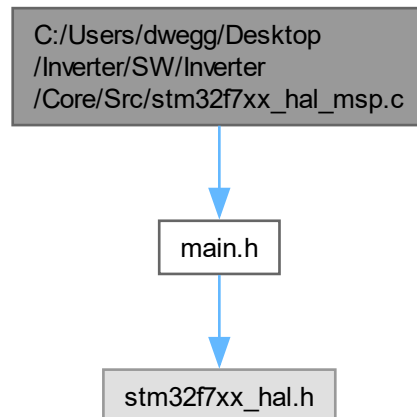 C:/Users/dwegg/Desktop
/Inverter/SW/Inverter
/Core/Src/stm32f7xx_hal_msp.c
main.h
stm32f7xx_hal.h